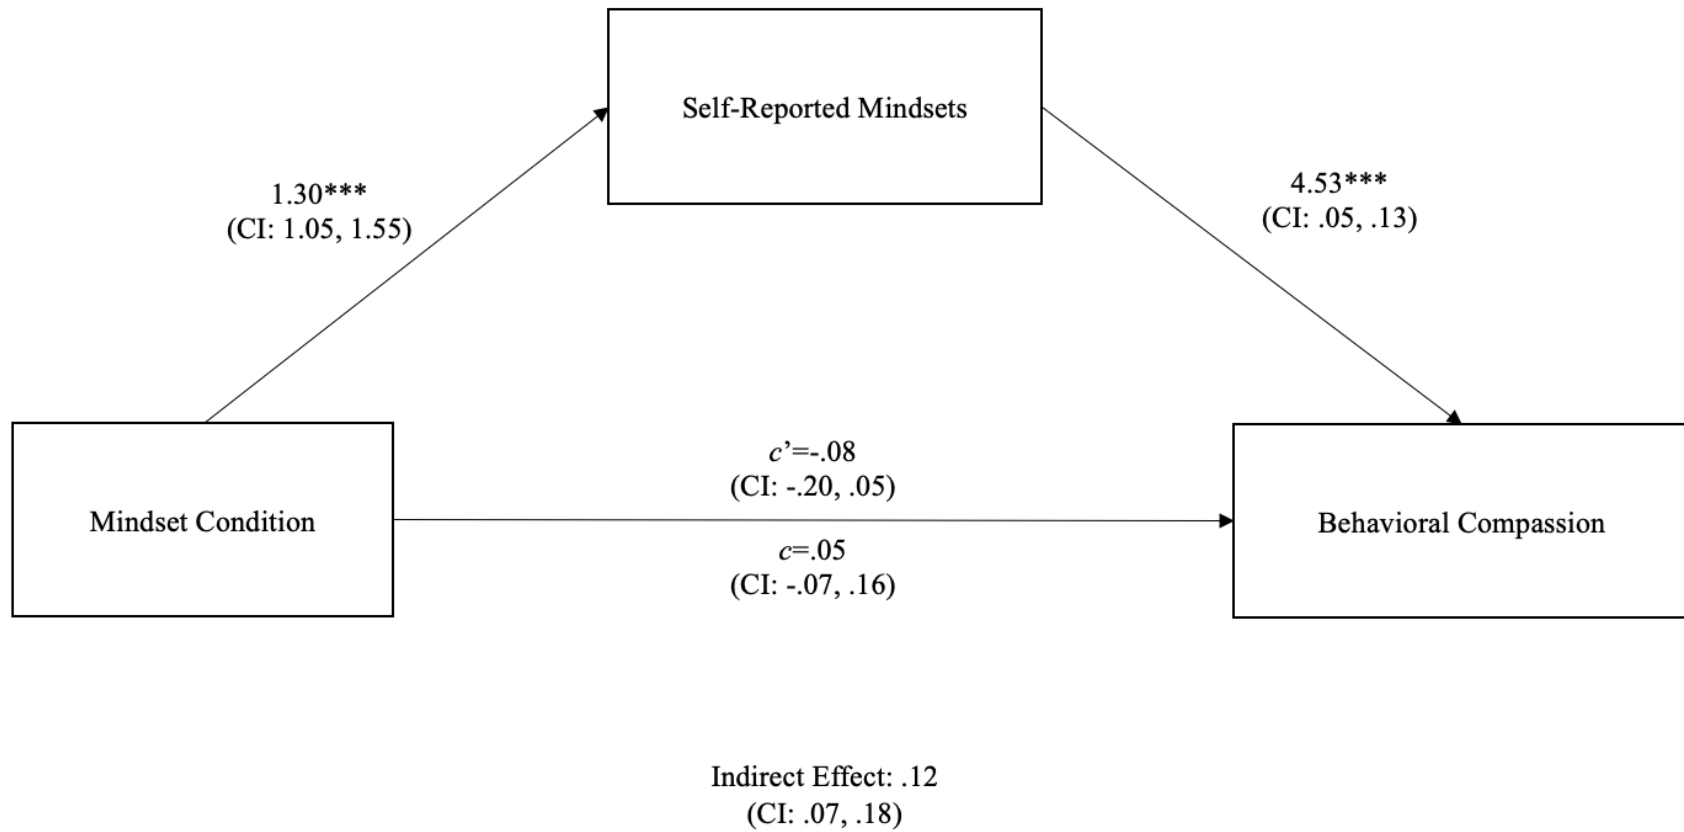 Self-Reported Mindsets
1.30***
(CI: 1.05, 1.55)
4.53***
(CI: .05, .13)
Mindset Condition
c’=-.08
(CI: -.20, .05)
c=.05
(CI: -.07, .16)
Behavioral Compassion
Indirect Effect: .12
(CI: .07, .18)